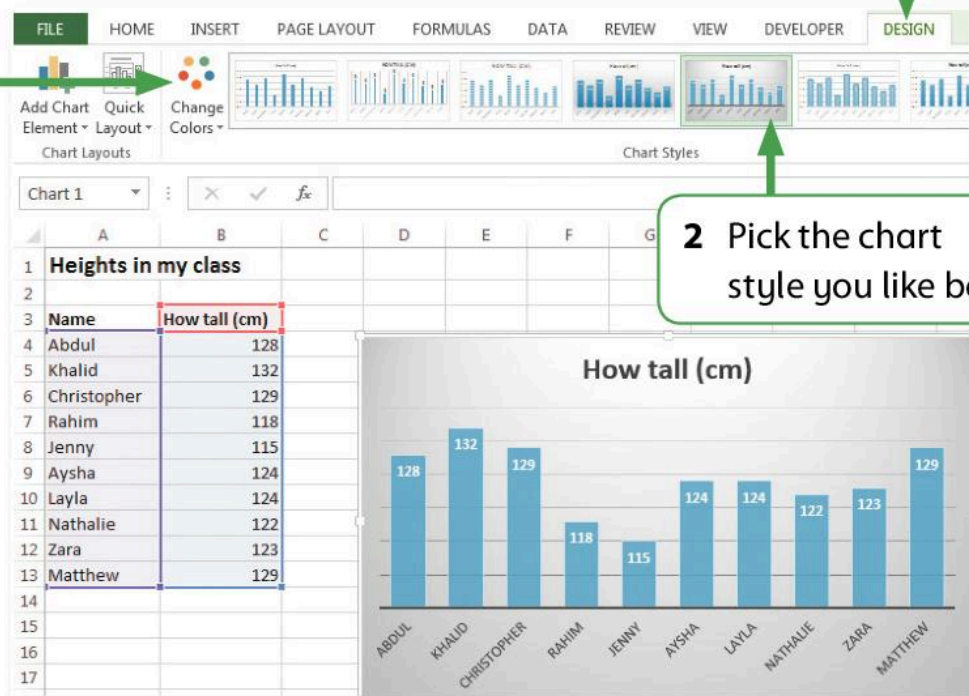 FILE HOME INSERT PAGE LAYOUT FORMULAS DATA REVIEW VIEW DEVELOPER DESIGN
Add Chart Element Quick Layout Change Colors
Chart Layouts Chart Styles
Chart 1 fx
A B C D E F G
1 Heights in my class
2
3 Name How tall (cm)
4 Abdul 128
5 Khalid 132
6 Christopher 129
7 Rahim 118
8 Jenny 115
9 Aysha 124
10 Layla 124
11 Nathalie 122
12 Zara 123
13 Matthew 129
14
15
16
17
2 Pick the chart
style you like
How tall (cm)
128 132 129 118 115 124 124 122 123 129
ABDUL KHALID CHRISTOPHER RAHIM JENNY AYSHA LAYLA NATHALIE ZARA MATTHEW